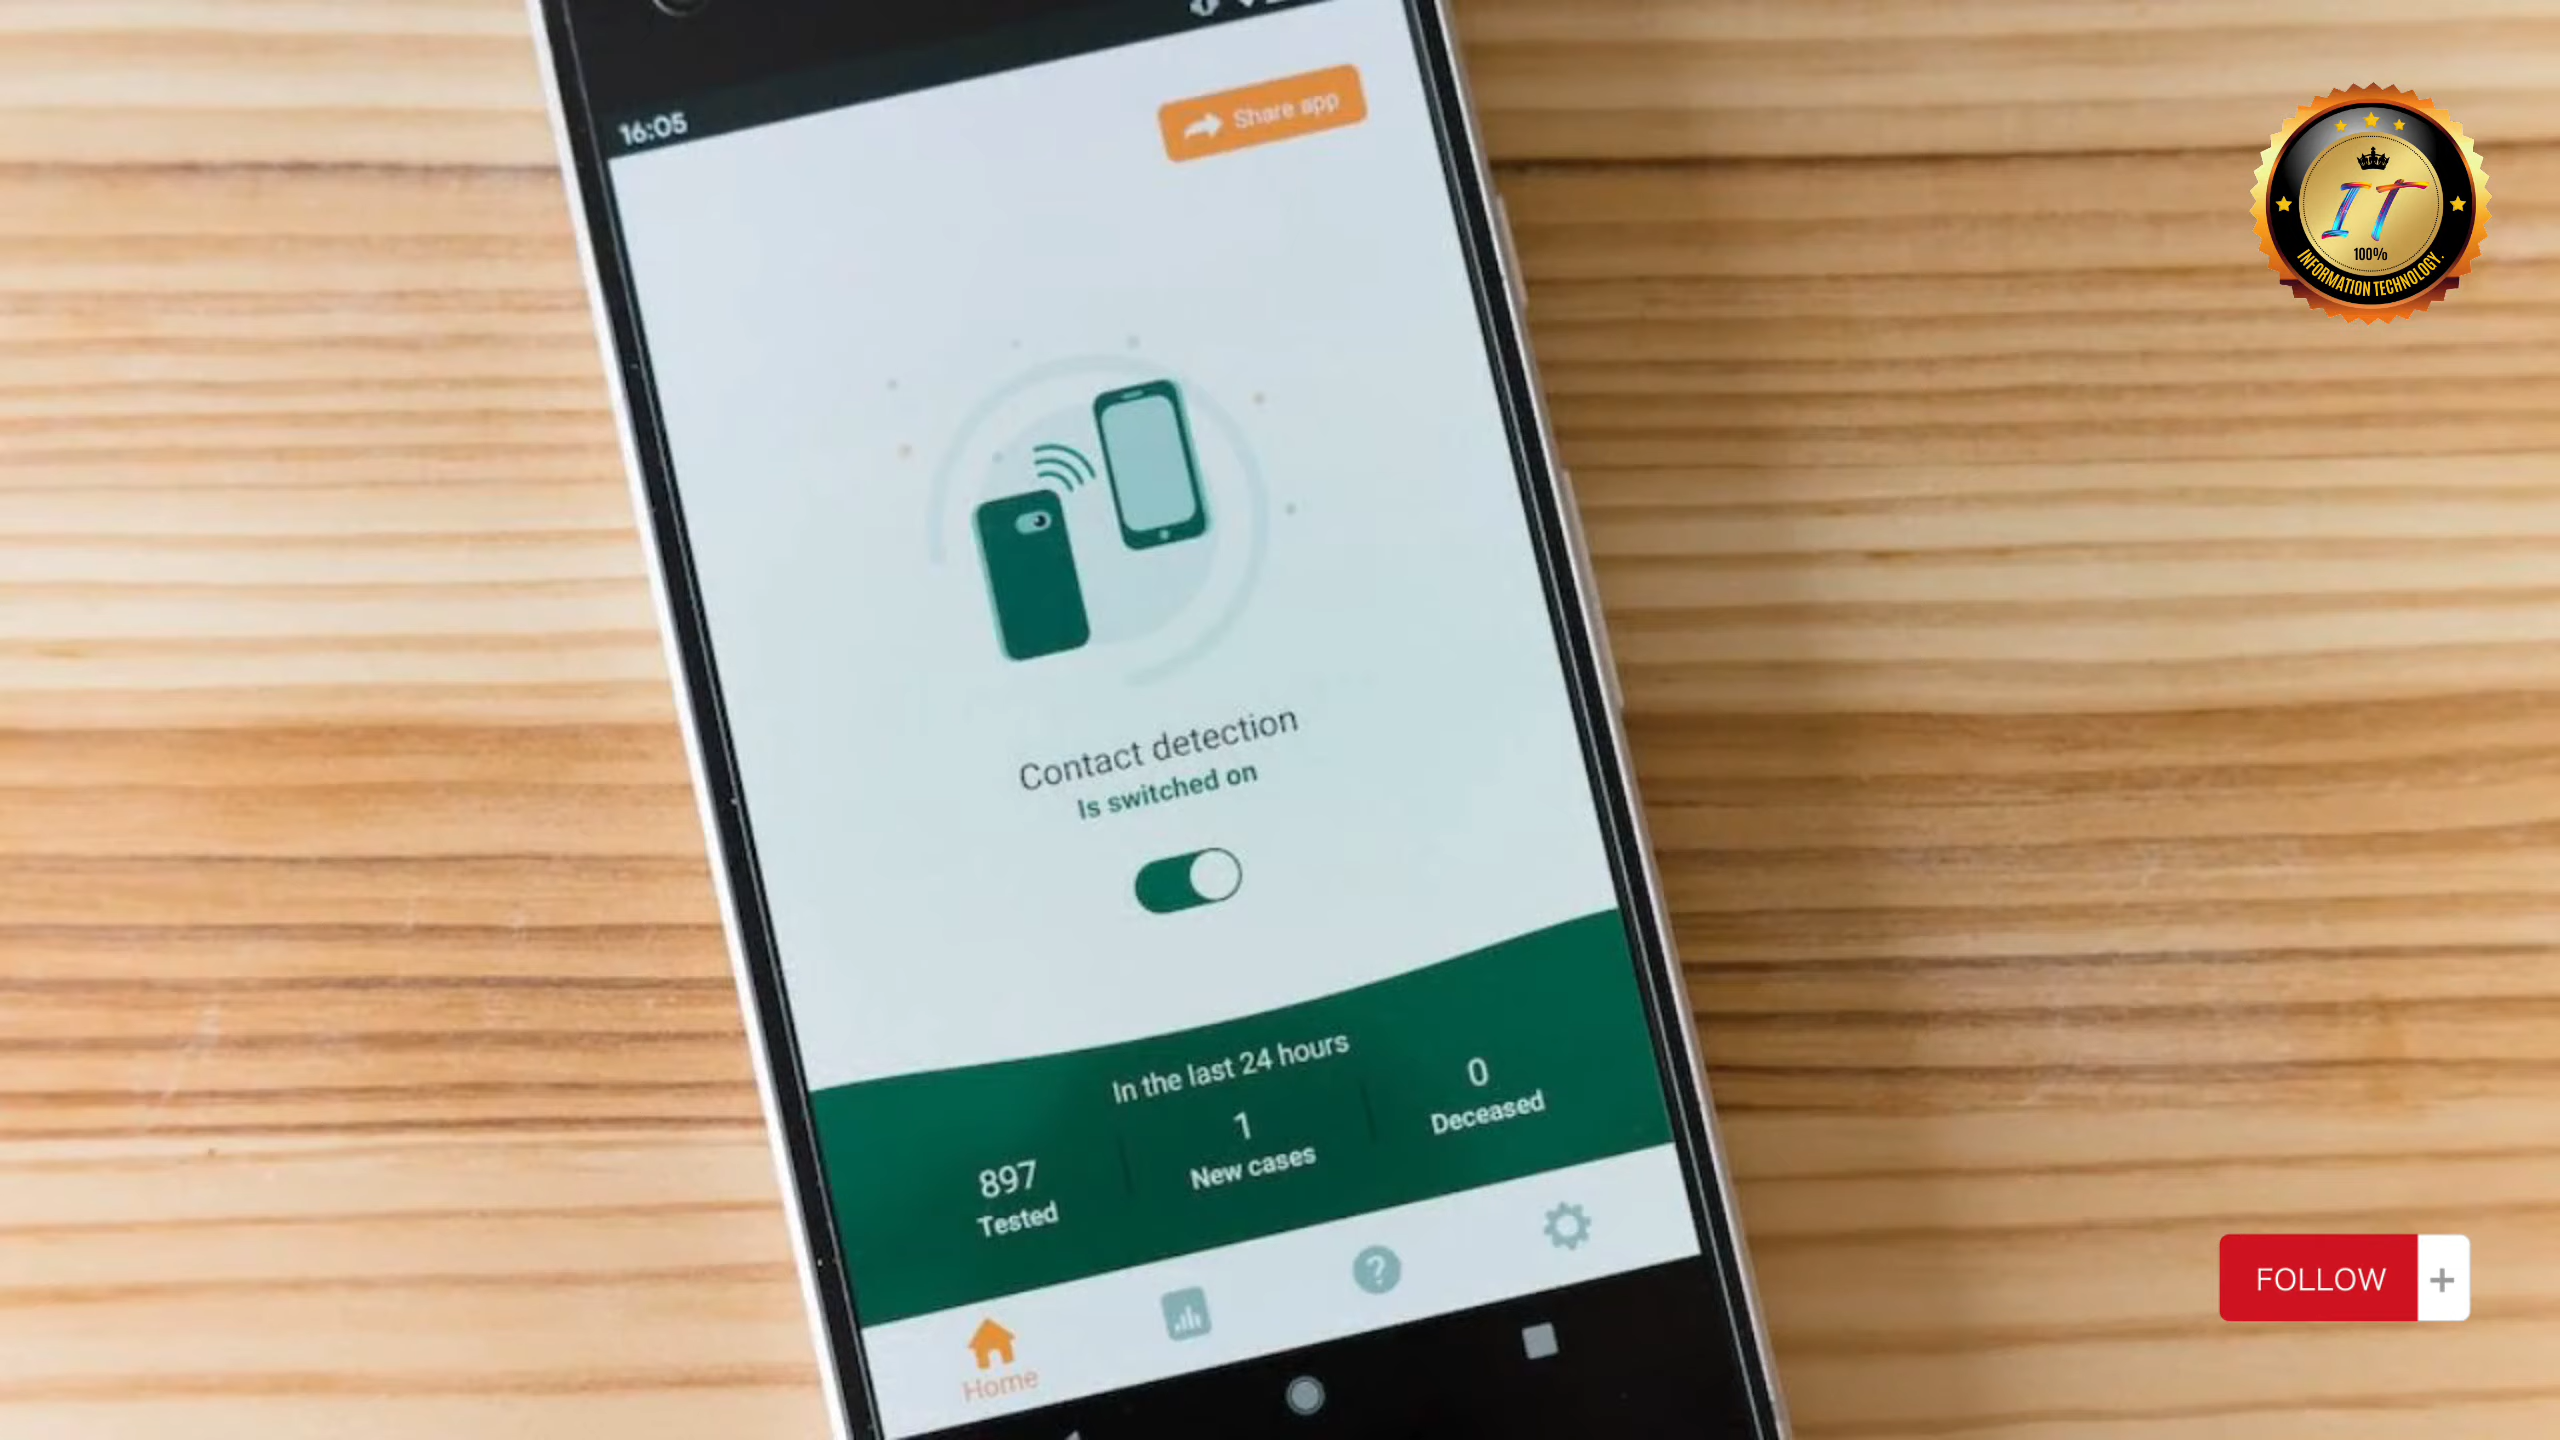 16:05
Share app
IT
100%
INFORMATION TECHNOLOGY.
Contact detection
Is switched on
In the last 24 hours
897
Tested
1
New cases
0
Deceased
FOLLOW +
Home